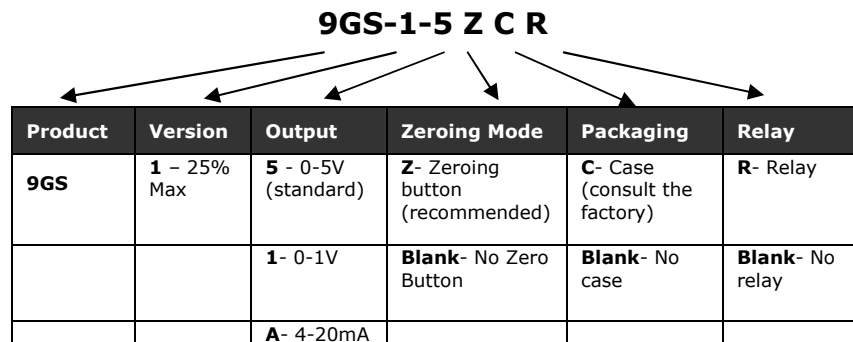 9GS-1-5 Z C R
Product Version Output Zeroing Mode Packaging Relay
9GS
1 – 25%
Max
5 - 0-5V
(standard)
Z- Zeroing
button
(recommended)
C- Case
(consult the
factory)
R- Relay
1- 0-1V
Blank- No Zero
Button
Blank- No
case
Blank- No
relay
A- 4-20mA